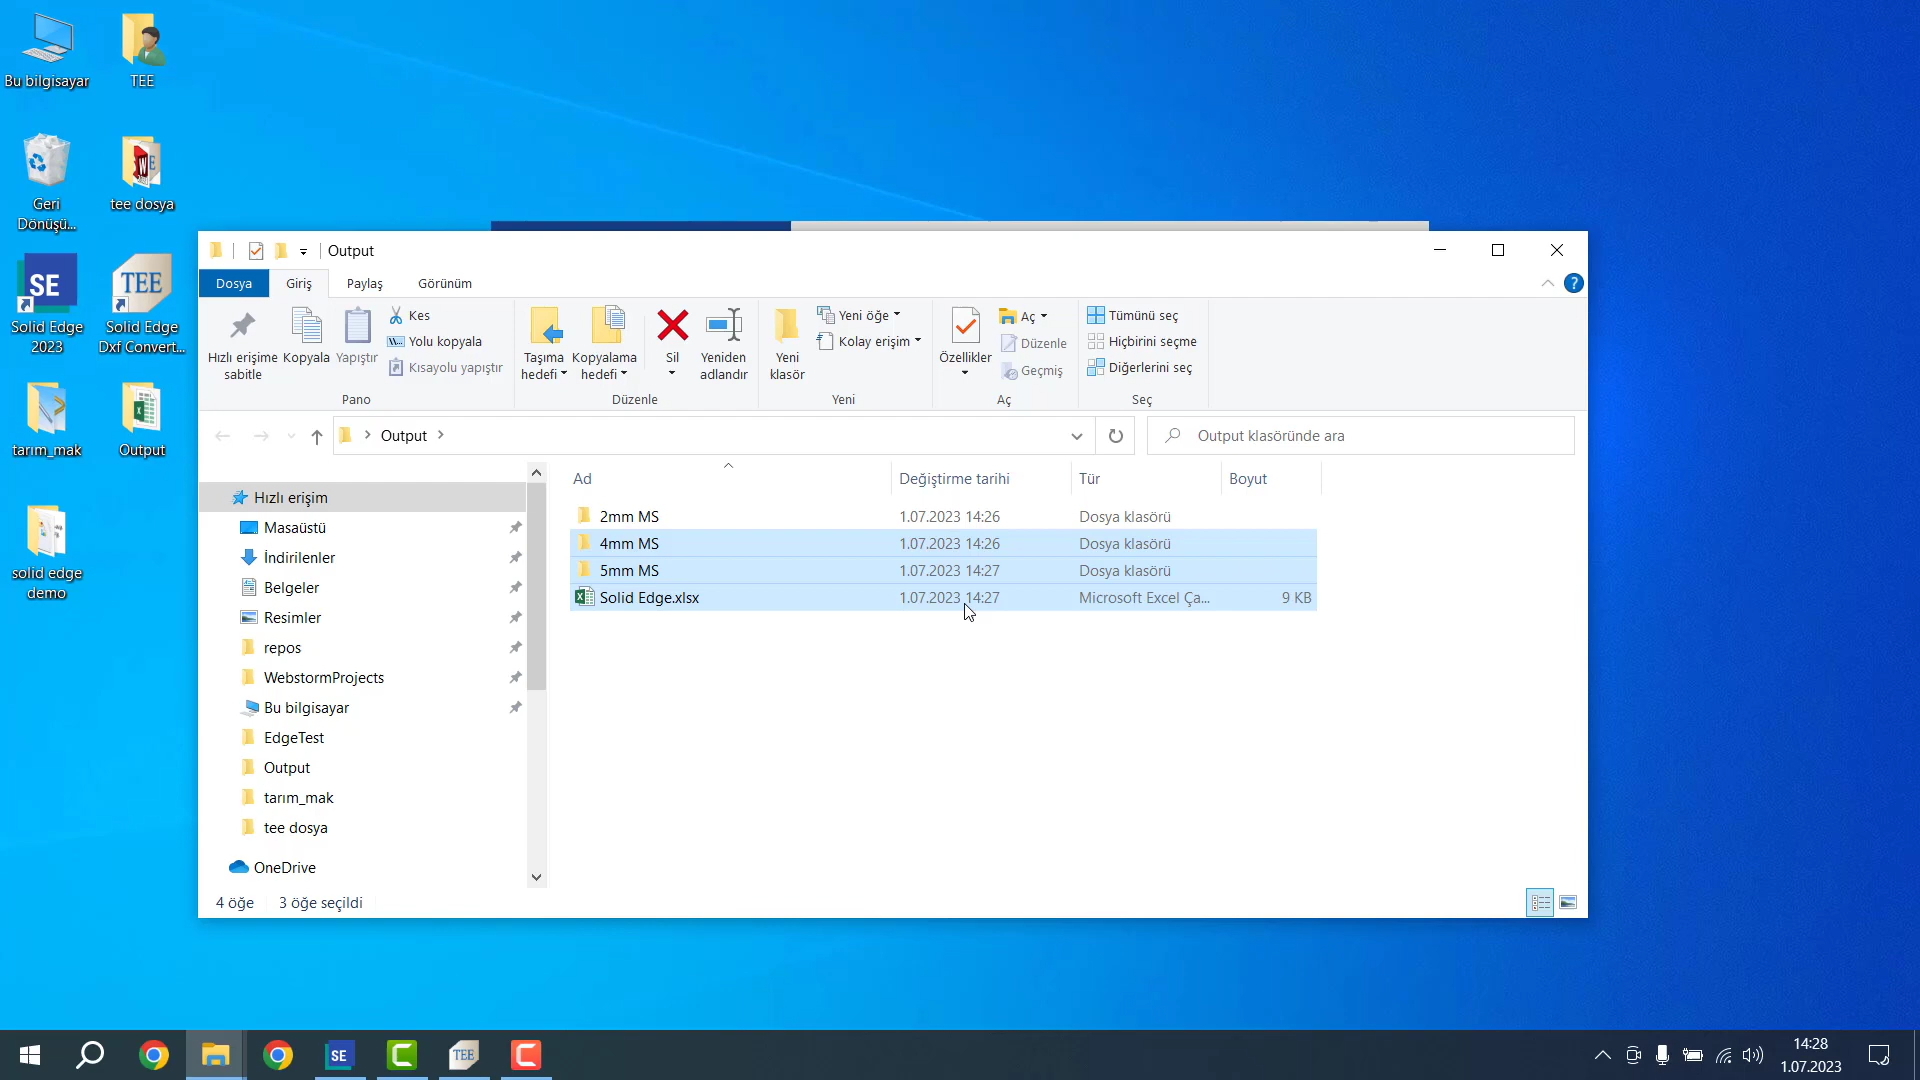 Bu bilgisayar
TEE
Geri
Dönüşü...
tee dosya
SE
Solid Edge
2023
TEE
Solid Edge
Dxf Convert...
tarım_mak
Output
solid edge
demo
Output
Dosya
Giriş
Paylaş
Görünüm
Hızlı erişime
sabitle
Kopyala
Yapıştır
Kes
Yolu kopyala
Kısayolu yapıştır
Pano
Taşıma
hedefi
Kopyalama
hedefi
Sil
Yeniden
adlandır
Düzenle
Yeni
klasör
Yeni öğe
Kolay erişim
Yeni
Özellikler
Aç
Düzenle
Geçmiş
Aç
Tümünü seç
Hiçbirini seçme
Diğerlerini seç
Seç
Output
Output klasöründe ara
Ad
Değiştirme tarihi
Tür
Boyut
2mm MS 1.07.2023 14:26 Dosya klasörü
4mm MS 1.07.2023 14:26 Dosya klasörü
5mm MS 1.07.2023 14:27 Dosya klasörü
Solid Edge.xlsx 1.07.2023 14:27 Microsoft Excel Ça... 9 KB
Hızlı erişim
Masaüstü
İndirilenler
Belgeler
Resimler
repos
WebstormProjects
Bu bilgisayar
EdgeTest
Output
tarım_mak
tee dosya
OneDrive
4 öğe
3 öğe seçildi
SE
TEE
14:28
1.07.2023